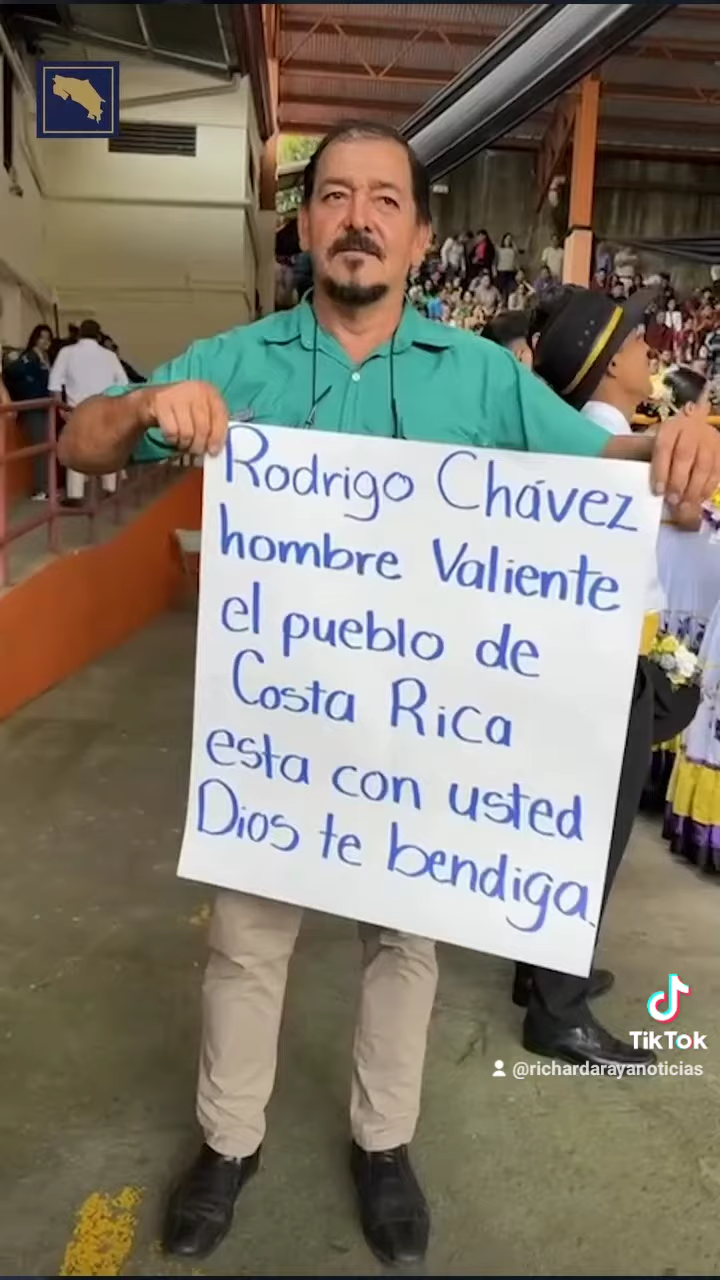 Rodrigo Chávez
hombre Valiente
el pueblo de
Costa Rica
esta con usted
Dios te bendiga.
TikTok
@richardarayanoticias